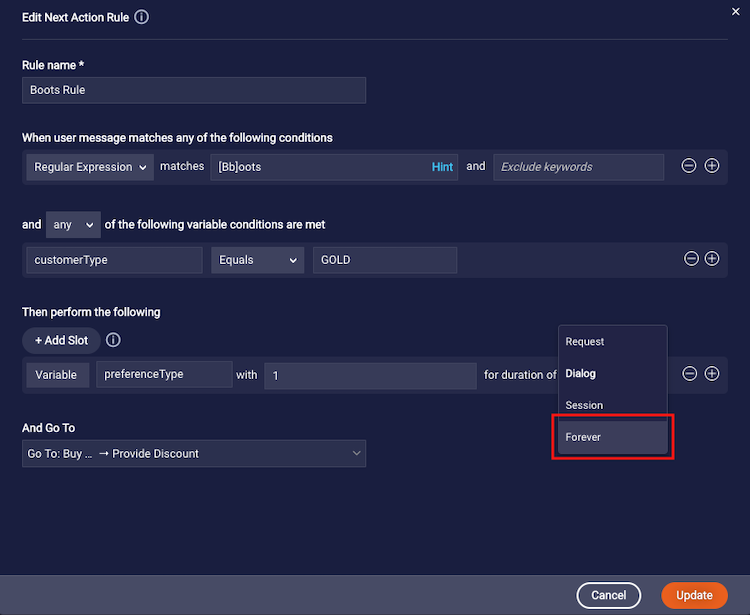 Edit Next Action Rule
Rule name *
Boots Rule
When user message matches any of the following conditions
Regular Expression matches [Bb]oots Hint and Exclude keywords
and any of the following variable conditions are met
customerType Equals GOLD
Then perform the following
+ Add Slot
Request
Variable preferenceType with 1 for duration of Dialog
Session
And Go To
Forever
Go To: Buy ... → Provide Discount
Cancel Update